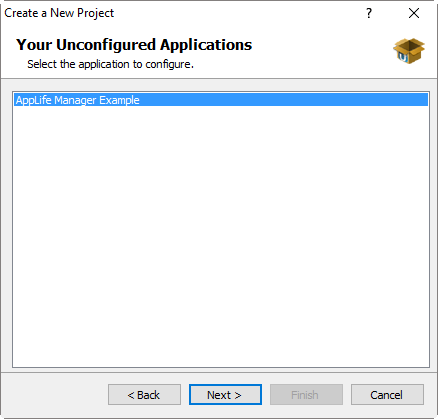 Create a New Project
Your Unconfigured Applications
Select the application to configure.
AppLife Manager Example
< Back
Next >
Finish
Cancel